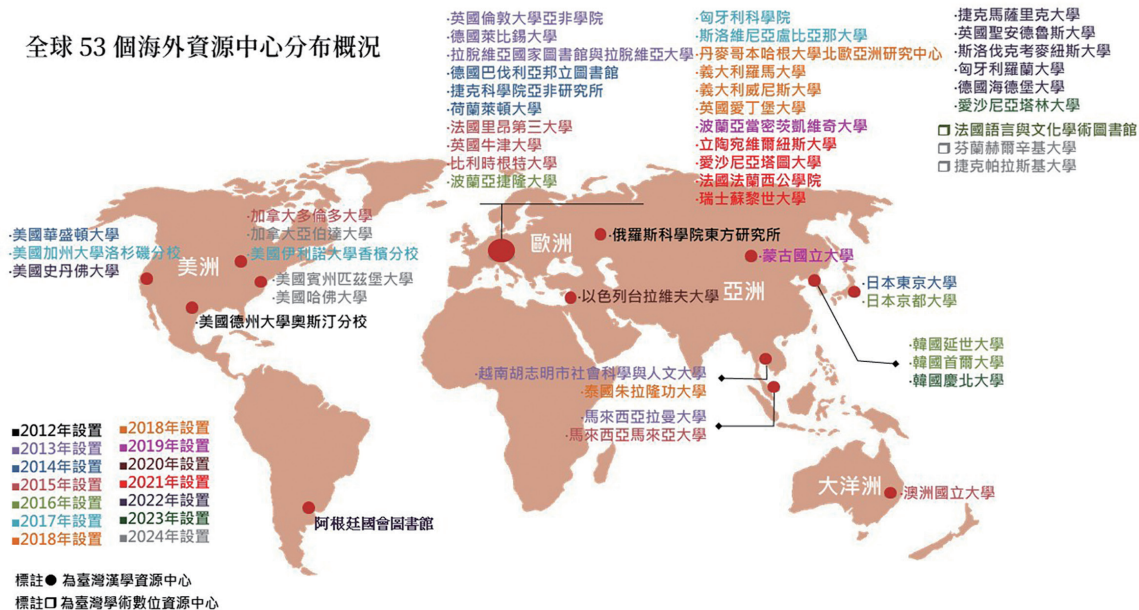 全球 53 個海外資源中心分布概況
·英國倫敦大學亞非學院
·德國萊比錫大學
·拉脫維亞國家圖書館與拉脫維亞大學
·德國巴伐利亞邦立圖書館
·捷克科學院亞非研究所
·荷蘭萊頓大學
·法國里昂第三大學
·英國牛津大學
·比利時根特大學
·波蘭亞捷隆大學
·匈牙利科學院
·斯洛維尼亞盧比亞那大學
·丹麥哥本哈根大學北歐亞洲研究中心
·義大利羅馬大學
·義大利威尼斯大學
·英國愛丁堡大學
·波蘭亞當密茨凱維奇大學
·立陶宛維爾紐斯大學
·愛沙尼亞塔圖大學
·法國法蘭西公學院
·瑞士蘇黎世大學
·捷克馬薩里克大學
·英國聖安德魯斯大學
·斯洛伐克考麥紐斯大學
·匈牙利羅蘭大學
·德國海德堡大學
·愛沙尼亞塔林大學
法國語言與文化學術圖書館
芬蘭赫爾辛基大學
捷克帕拉斯基大學
·加拿大多倫多大學
·加拿大亞伯達大學
·美國伊利諾大學香檳分校
·美國華盛頓大學
·美國加州大學洛杉磯分校
·美國史丹佛大學
美洲
·美國賓州匹茲堡大學
·美國哈佛大學
·美國德州大學奧斯汀分校
歐洲
·俄羅斯科學院東方研究所
·蒙古國立大學
亞洲
·以色列台拉維夫大學
·日本東京大學
·日本京都大學
·韓國延世大學
·韓國首爾大學
·韓國慶北大學
·越南胡志明市社會科學與人文大學
·泰國朱拉隆功大學
·馬來西亞拉曼大學
·馬來西亞馬來亞大學
大洋洲
·澳洲國立大學
阿根廷國會圖書館
■2012年設置
■2013年設置
■2014年設置
■2015年設置
■2016年設置
■2017年設置
■2018年設置
■2018年設置
■2019年設置
■2020年設置
■2021年設置
■2022年設置
■2023年設置
■2024年設置
標註● 為臺灣漢學資源中心
標註❒ 為臺灣學術數位資源中心